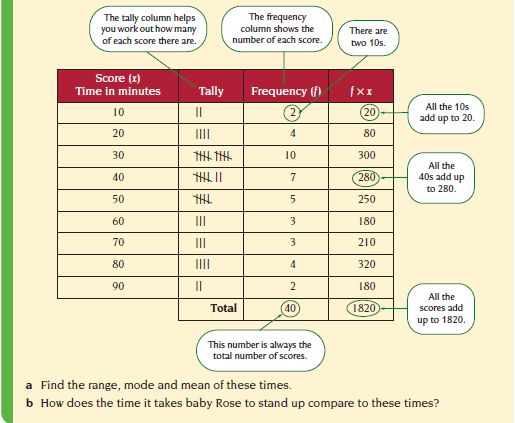 The tally column helps
you work out how many
of each score there are.
The frequency
column shows the
number of each score.
There are
two 10s.
Score (x)
Time in minutes Tally Frequency (f) f × x
10 || 2 20
20 |||| 4 80
30 𝍸 𝍸 10 300
40 𝍸 || 7 280
50 𝍸 5 250
60 ||| 3 180
70 ||| 3 210
80 |||| 4 320
90 || 2 180
Total 40 1820
All the 10s
add up to 20.
All the
40s add up
to 280.
All the
scores add
up to 1820.
This number is always the
total number of scores.
a Find the range, mode and mean of these times.
b How does the time it takes baby Rose to stand up compare to these times?